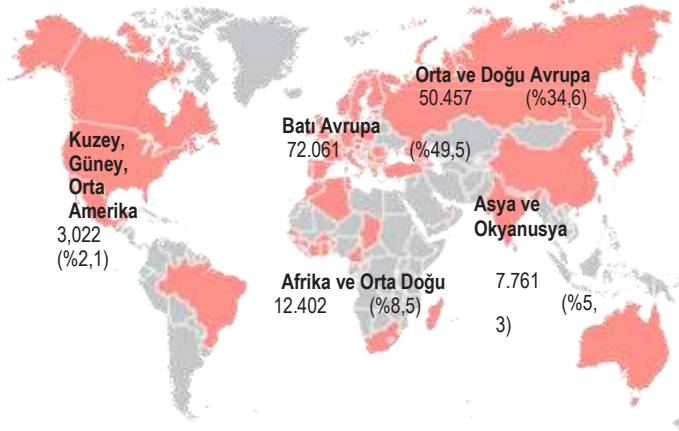 Orta ve Doğu Avrupa
50.457 (%34,6)
Batı Avrupa
72.061 (%49,5)
Kuzey,
Güney,
Orta
Amerika
3,022
(%2,1)
Asya ve
Okyanusya
7.761
(%5,
3)
Afrika ve Orta Doğu
12.402 (%8,5)